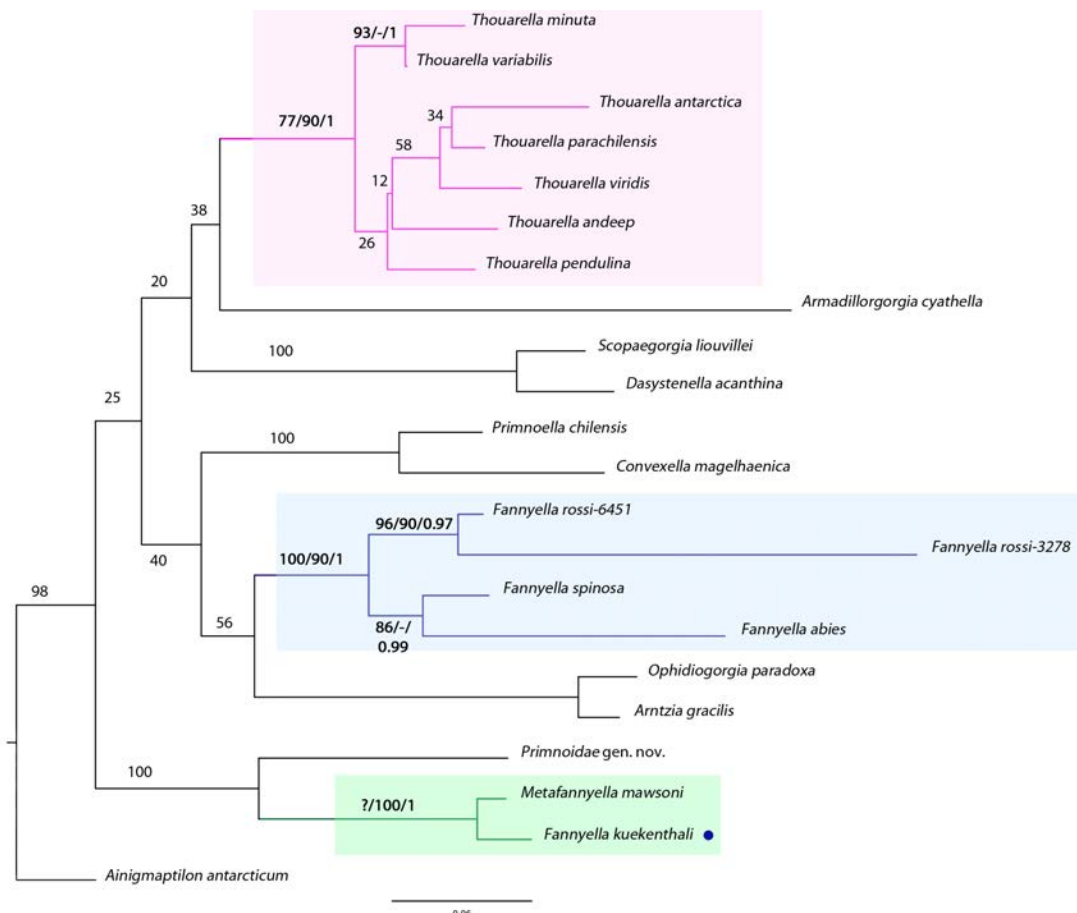 Thouarella minuta
93/-/1
Thouarella variabilis
Thouarella antarctica
34
77/90/1
Thouarella parachilensis
58
Thouarella viridis
12
38
Thouarella andeep
26
Thouarella pendulina
20
Armadillorgorgia cyathella
Scopaegorgia liouvillei
100
Dasystenella acanthina
25
Primnoella chilensis
100
Convexella magelhaenica
Fannyella rossi-6451
96/90/0.97
Fannyella rossi-3278
100/90/1
40
Fannyella spinosa
98
56
86/-/
0.99
Fannyella abies
Ophidiogorgia paradoxa
Arntzia gracilis
Primnoidae gen. nov.
100
Metafannyella mawsoni
?/100/1
Fannyella kuekenthali
Ainigmaptilon antarcticum